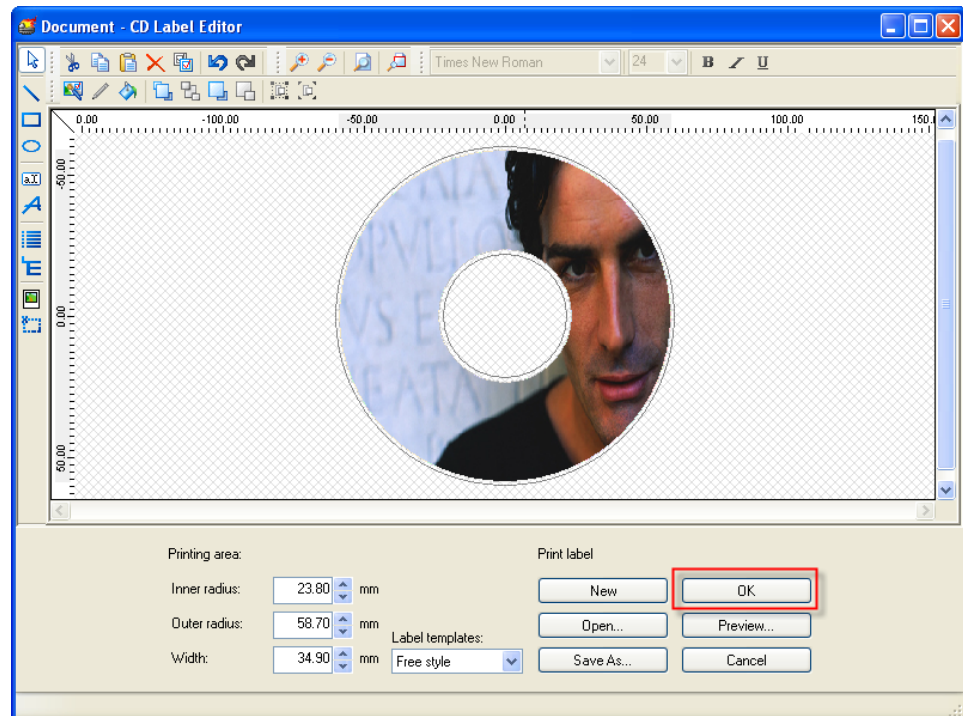 Document - CD Label Editor
Times New Roman 24 B I U
0.00 -100.00 -50.00 0.00 50.00 100.00 150.
-50.00
0.00
50.00
Printing area:
Print label
Inner radius: 23.80 mm
New OK
Outer radius: 58.70 mm
Open... Preview...
Label templates:
Width: 34.90 mm
Free style
Save As... Cancel